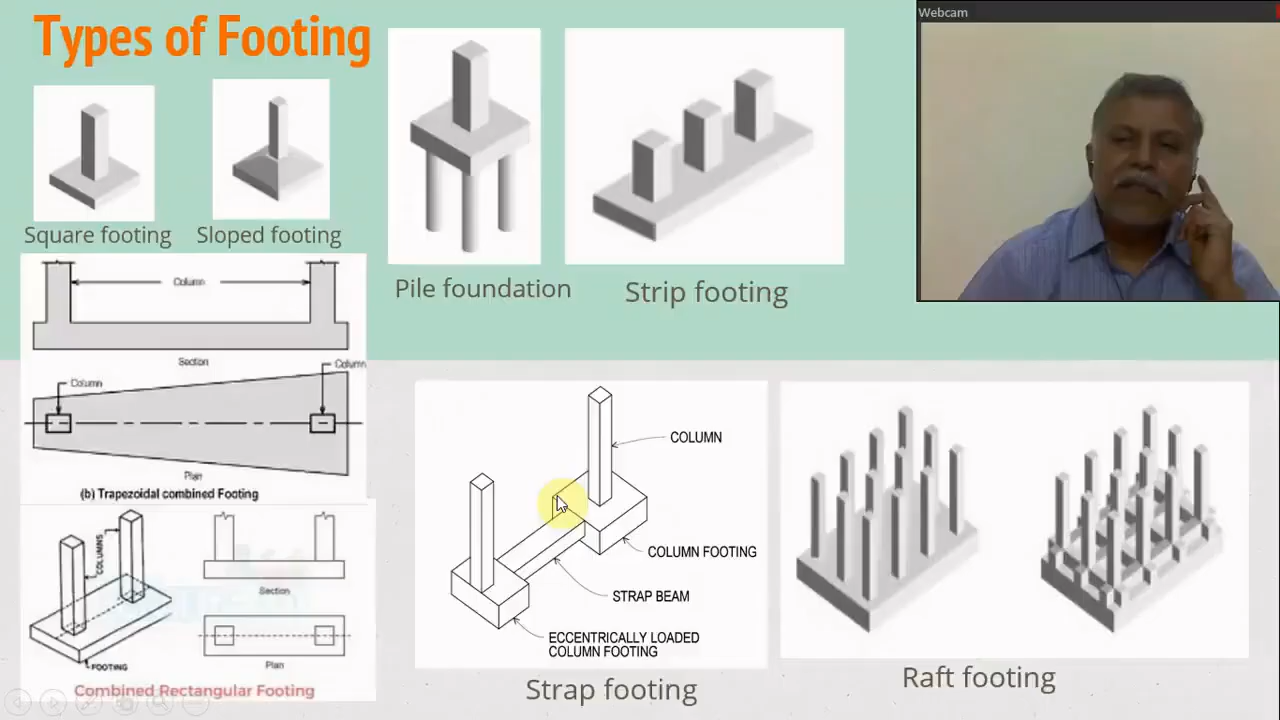 Types of Footing
Webcam
Square footing
Sloped footing
Pile foundation
Strip footing
Column
Section
Column
Column
Plan
(b) Trapezoidal combined Footing
COLUMNS
FOOTING
Section
Plan
Combined Rectangular Footing
COLUMN
COLUMN FOOTING
STRAP BEAM
ECCENTRICALLY LOADED
COLUMN FOOTING
Strap footing
Raft footing